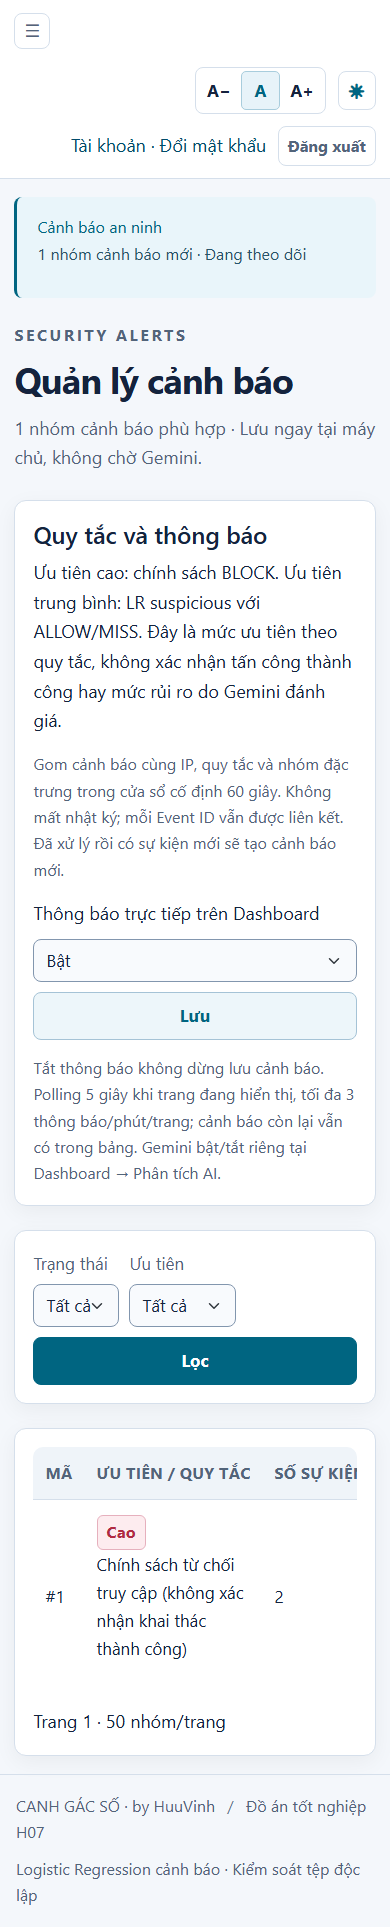 ☰
A− A A+
Tài khoản · Đổi mật khẩu Đăng xuất
Cảnh báo an ninh
1 nhóm cảnh báo mới · Đang theo dõi
SECURITY ALERTS
Quản lý cảnh báo
1 nhóm cảnh báo phù hợp · Lưu ngay tại máy
chủ, không chờ Gemini.
Quy tắc và thông báo
Ưu tiên cao: chính sách BLOCK. Ưu tiên
trung bình: LR suspicious với
ALLOW/MISS. Đây là mức ưu tiên theo
quy tắc, không xác nhận tấn công thành
công hay mức rủi ro do Gemini đánh
giá.
Gom cảnh báo cùng IP, quy tắc và nhóm đặc
trưng trong cửa sổ cố định 60 giây. Không
mất nhật ký; mỗi Event ID vẫn được liên kết.
Đã xử lý rồi có sự kiện mới sẽ tạo cảnh báo
mới.
Thông báo trực tiếp trên Dashboard
Bật
Lưu
Tắt thông báo không dừng lưu cảnh báo.
Polling 5 giây khi trang đang hiển thị, tối đa 3
thông báo/phút/trang; cảnh báo còn lại vẫn
có trong bảng. Gemini bật/tắt riêng tại
Dashboard → Phân tích AI.
Trạng thái Ưu tiên
Tất cả Tất cả
Lọc
MÃ ƯU TIÊN / QUY TẮC SỐ SỰ KIỆN
Cao
Chính sách từ chối
truy cập (không xác
#1 2
nhận khai thác
thành công)
Trang 1 · 50 nhóm/trang
CANH GÁC SỐ · by HuuVinh / Đồ án tốt nghiệp
H07
Logistic Regression cảnh báo · Kiểm soát tệp độc
lập